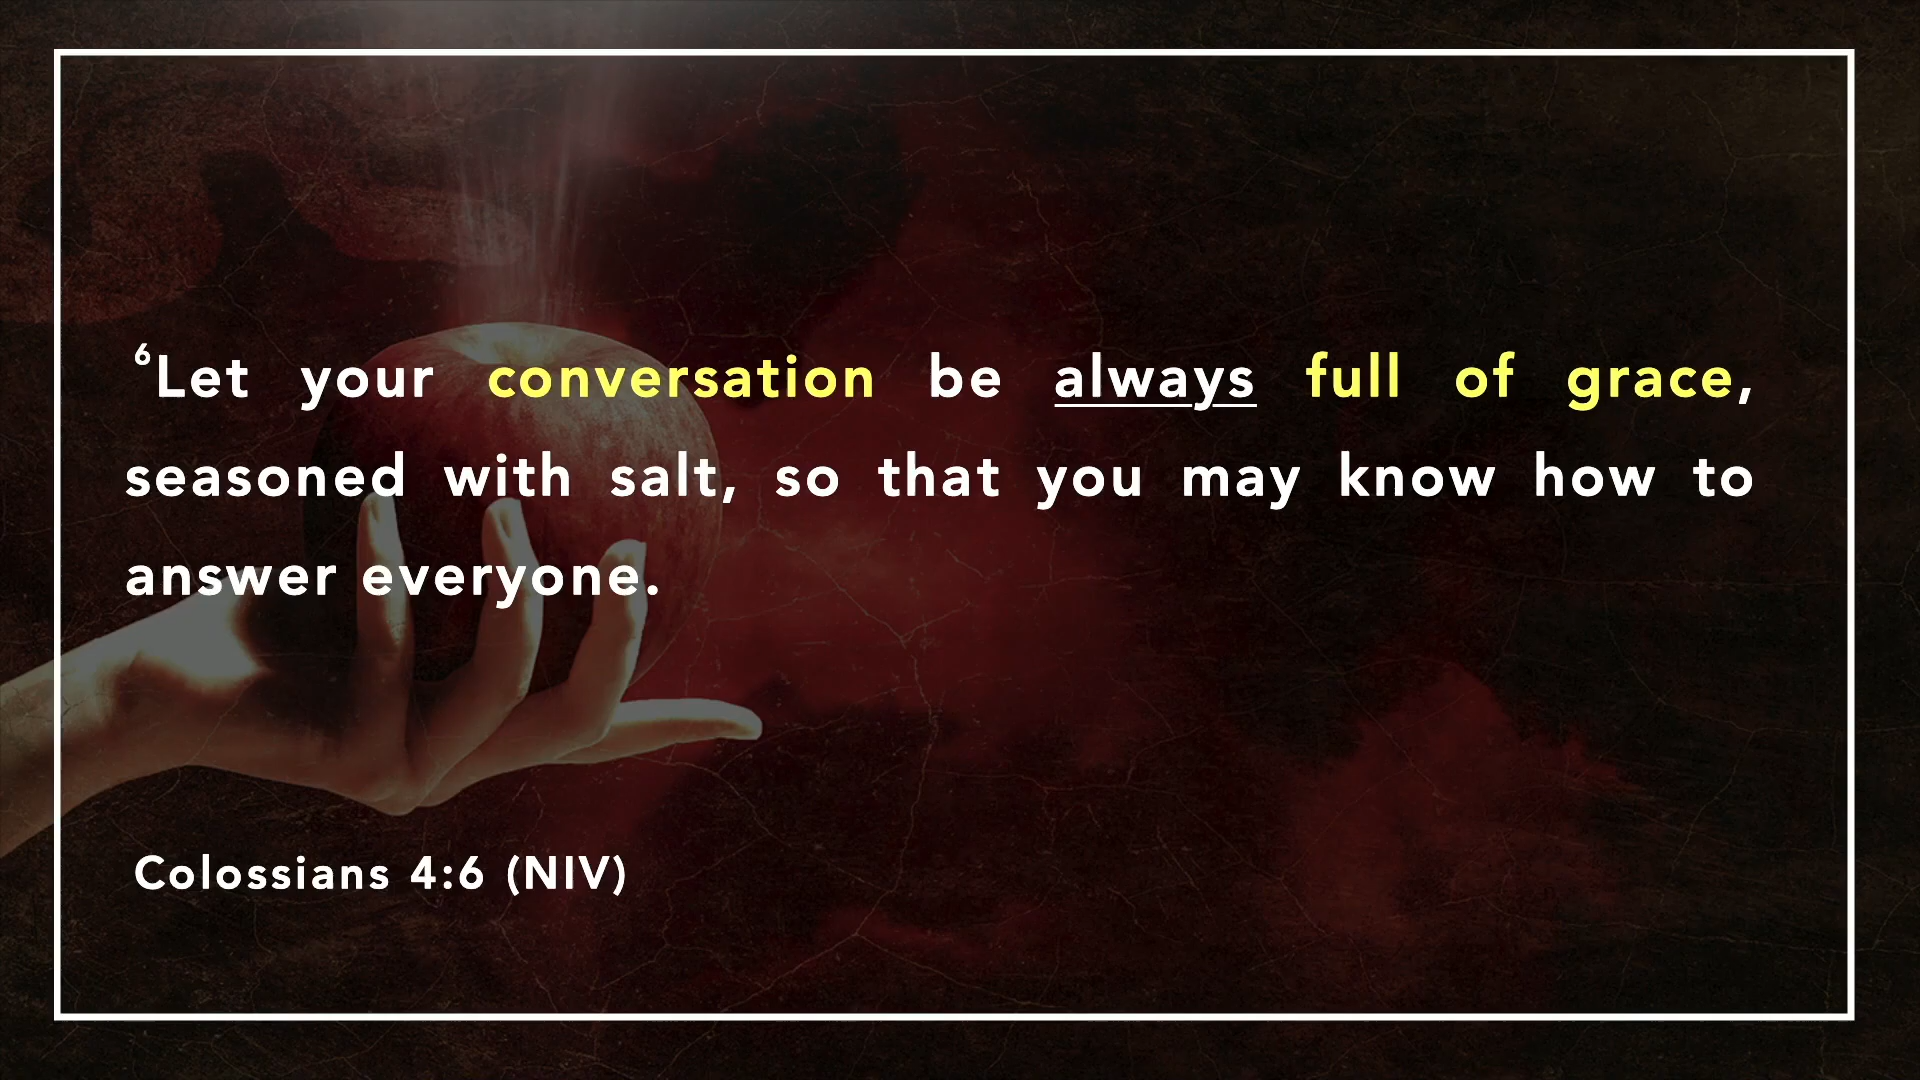 ⁶Let your conversation be always full of grace,
seasoned with salt, so that you may know how to
answer everyone.
Colossians 4:6 (NIV)